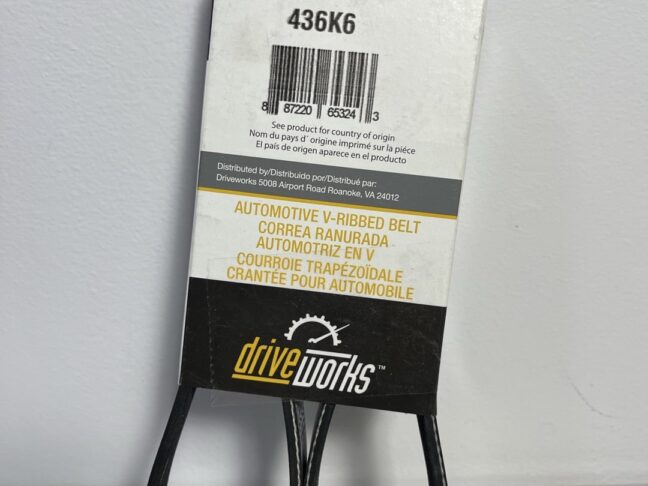 436K6
8 87220 65324 3
See product for country of origin
Nom du pays d´ origine imprimé sur la piéce
El país de origen aparece en el producto
Distributed by/Distribuido por/Distribué par:
Driveworks 5008 Airport Road Roanoke, VA 24012
AUTOMOTIVE V-RIBBED BELT
CORREA RANURADA
AUTOMOTRIZ EN V
COURROIE TRAPÉZOÏDALE
CRANTÉE POUR AUTOMOBILE
driveworks™